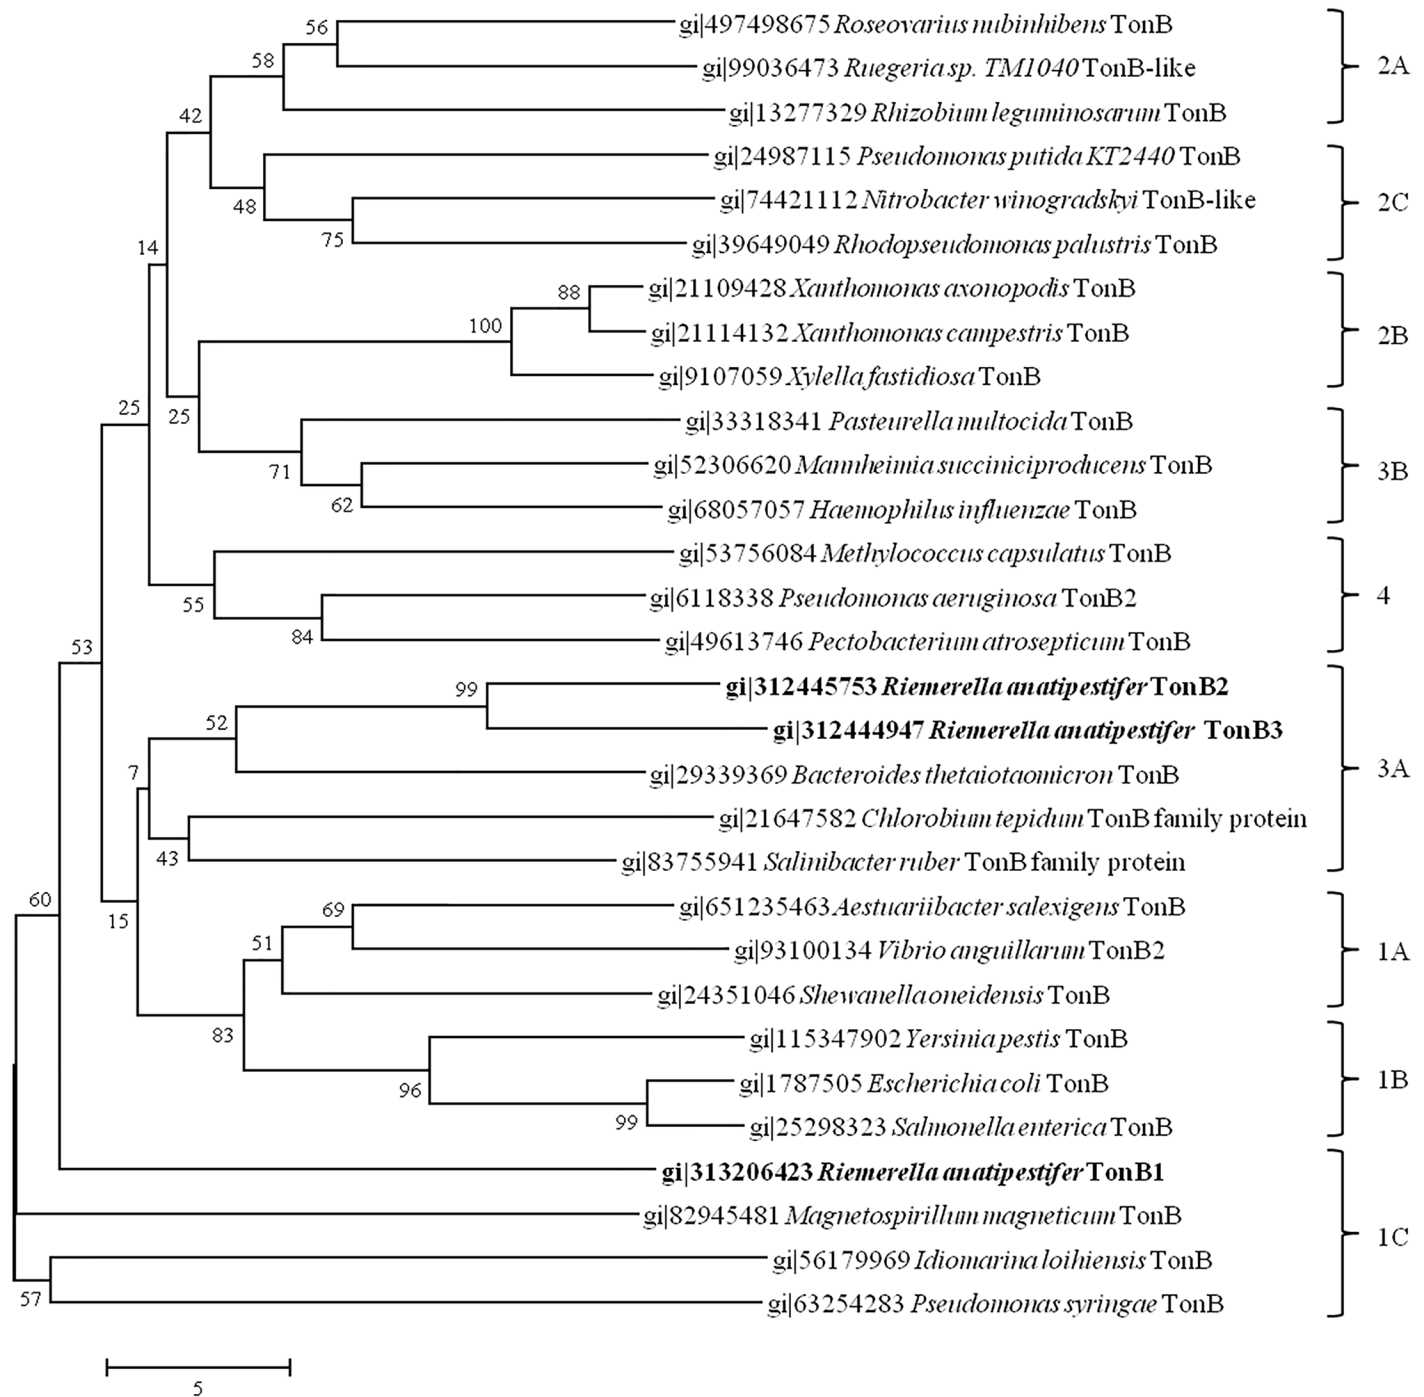 56
gi|497498675 Roseovarius nubinhibens TonB
58
gi|99036473 Ruegeria sp. TM1040 TonB-like
2A
42
gi|13277329 Rhizobium leguminosarum TonB
gi|24987115 Pseudomonas putida KT2440 TonB
48
gi|74421112 Nitrobacter winogradskyi TonB-like
2C
14
75
gi|39649049 Rhodopseudomonas palustris TonB
88
gi|21109428 Xanthomonas axonopodis TonB
100
gi|21114132 Xanthomonas campestris TonB
2B
gi|9107059 Xylella fastidiosa TonB
25
25
gi|33318341 Pasteurella multocida TonB
71
gi|52306620 Mannheimia succiniciproducens TonB
3B
62
gi|68057057 Haemophilus influenzae TonB
gi|53756084 Methylococcus capsulatus TonB
55
gi|6118338 Pseudomonas aeruginosa TonB2
4
84
gi|49613746 Pectobacterium atrosepticum TonB
53
99
gi|312445753 Riemerella anatipestifer TonB2
52
gi|312444947 Riemerella anatipestifer TonB3
7
gi|29339369 Bacteroides thetaiotaomicron TonB
3A
gi|21647582 Chlorobium tepidum TonB family protein
43
gi|83755941 Salinibacter ruber TonB family protein
60
15
69
gi|651235463 Aestuariibacter salexigens TonB
51
gi|93100134 Vibrio anguillarum TonB2
1A
gi|24351046 Shewanella oneidensis TonB
83
gi|115347902 Yersinia pestis TonB
96
gi|1787505 Escherichia coli TonB
1B
99
gi|25298323 Salmonella enterica TonB
gi|313206423 Riemerella anatipestifer TonB1
gi|82945481 Magnetospirillum magneticum TonB
1C
gi|56179969 Idiomarina loihiensis TonB
57
gi|63254283 Pseudomonas syringae TonB
5